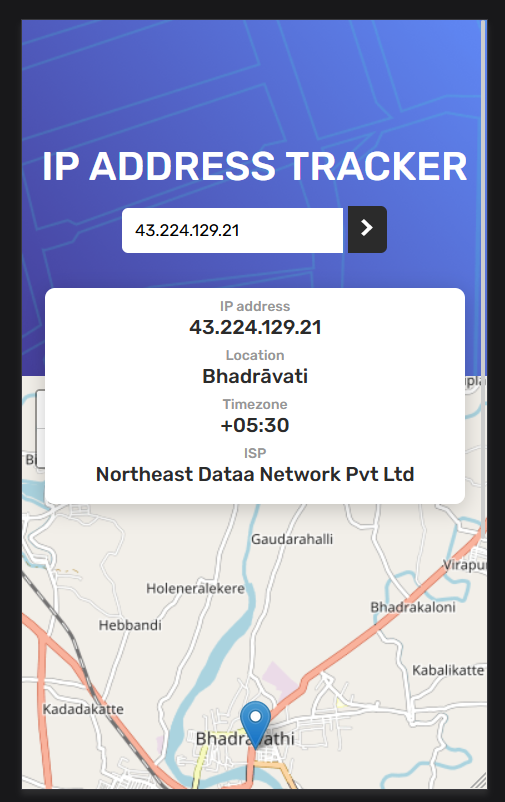 IP ADDRESS TRACKER
43.224.129.21
IP address
43.224.129.21
Location
Bhadrāvati
Timezone
+05:30
ISP
Northeast Dataa Network Pvt Ltd
Gaudarahalli
Holeneralekere
Bhadrakaloni
Hebbandi
Kabalikatte
Kadadakatte